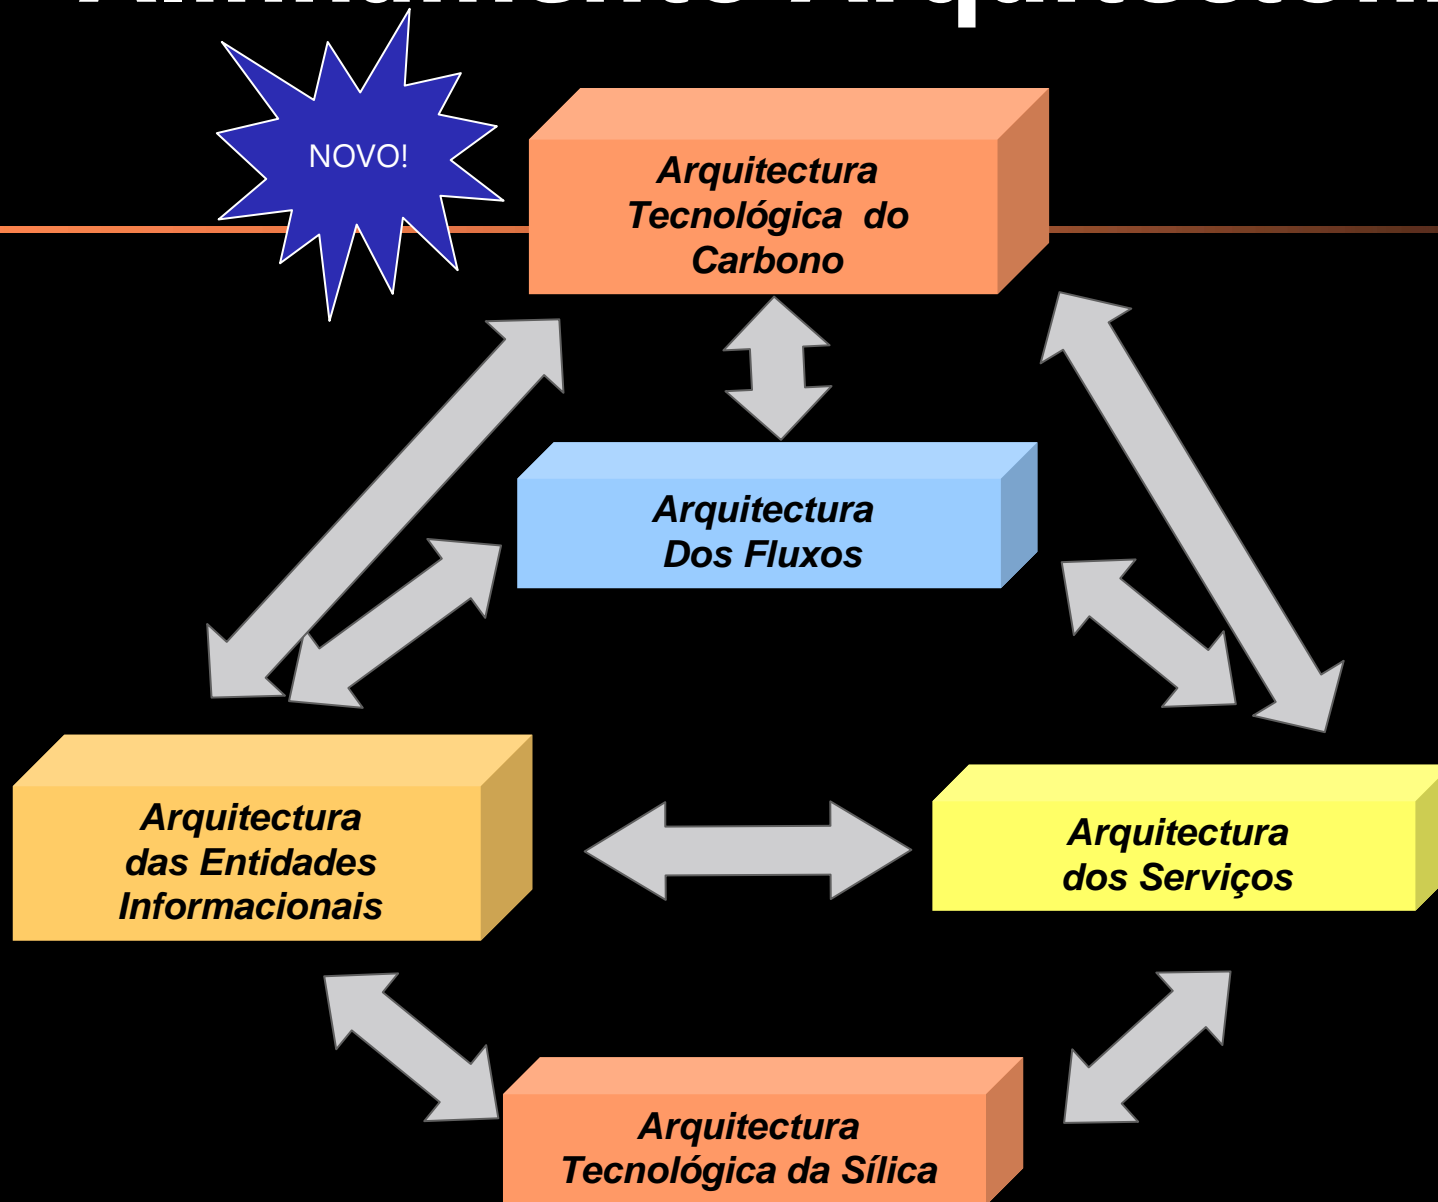 NOVO!
Arquitectura
Tecnológica do
Carbono
Arquitectura
Dos Fluxos
Arquitectura
das Entidades
Informacionais
Arquitectura
dos Serviços
Arquitectura
Tecnológica da Sílica